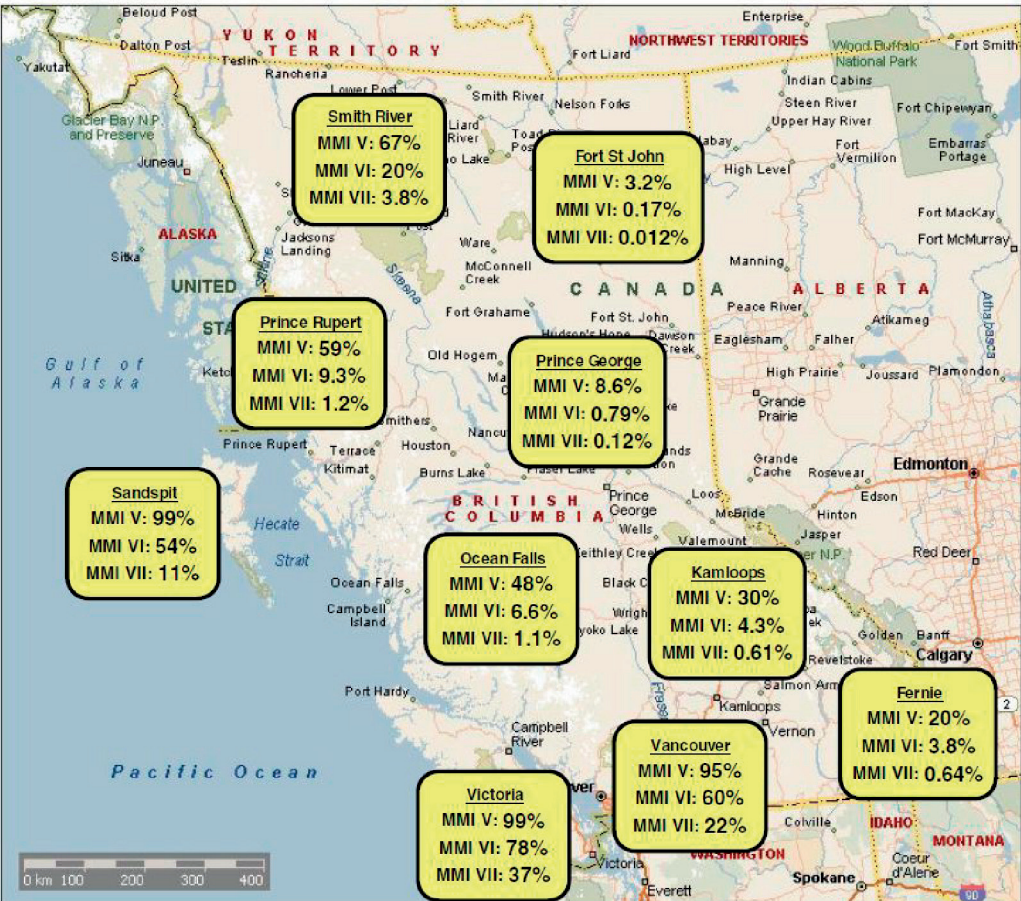 Beloud Post
Dalton Post
YUKON
TERRITORY
Teslin
Rancheria
Yakutat
Enterprise
NORTHWEST TERRITORIES
Fort Liard
Wood Buffalo
National Park
Fort Smith
Indian Cabins
Steen River
Upper Hay River
Fort Chipewyan
Lower Post
Smith River
Nelson Forks
Glacier Bay N.P.
and Preserve
Juneau
Smith River
MMI V: 67%
MMI VI: 20%
MMI VII: 3.8%
Liard
River
Fort St John
MMI V: 3.2%
MMI VI: 0.17%
MMI VII: 0.012%
High Level
Fort
Vermilion
Embarras
Portage
ALASKA
Sitka
Jacksons
Landing
Ware
McConnell
Creek
Skeena
Fort MacKay
Fort McMurray
Manning
UNITED
CANADA
ALBERTA
Peace River
Atikameg
Athabasca
Fort Grahame
Fort St. John
Hudson's Hope
Dawson
Creek
Eaglesham
Falher
High Prairie
Joussard
Plamondon
Gulf of
Alaska
Prince Rupert
MMI V: 59%
MMI VI: 9.3%
MMI VII: 1.2%
Old Hogem
Prince George
MMI V: 8.6%
MMI VI: 0.79%
MMI VII: 0.12%
Grande
Prairie
Prince Rupert
Terrace
Kitimat
Houston
Burns Lake
Fraser Lake
Grande
Cache
Rosevear
Edson
Edmonton
Sandspit
MMI V: 99%
MMI VI: 54%
MMI VII: 11%
Hecate
Strait
BRITISH
COLUMBIA
Prince
George
Wells
Loos
McBride
Valemount
Hinton
Jasper
Red Deer
Ocean Falls
Campbell
Island
Ocean Falls
MMI V: 48%
MMI VI: 6.6%
MMI VII: 1.1%
Kamloops
MMI V: 30%
MMI VI: 4.3%
MMI VII: 0.61%
Golden
Banff
Calgary
Revelstoke
Port Hardy
Kamloops
Vernon
Fernie
MMI V: 20%
MMI VI: 3.8%
MMI VII: 0.64%
2
Campbell
River
Pacific Ocean
Vancouver
MMI V: 95%
MMI VI: 60%
MMI VII: 22%
Victoria
MMI V: 99%
MMI VI: 78%
MMI VII: 37%
Victoria
Everett
WASHINGTON
Colville
IDAHO
MONTANA
Coeur
d'Alene
Spokane
90
0 km 100 200 300 400